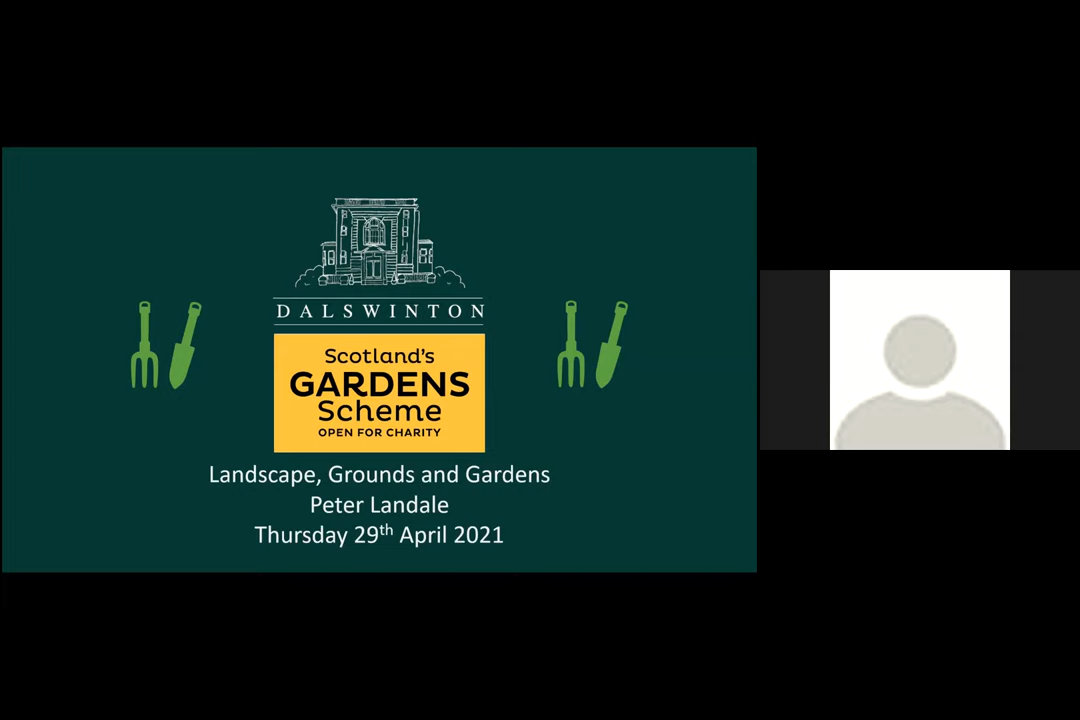 DALSWINTON
Scotland's
GARDENS
Scheme
OPEN FOR CHARITY
Landscape, Grounds and Gardens
Peter Landale
Thursday 29th April 2021